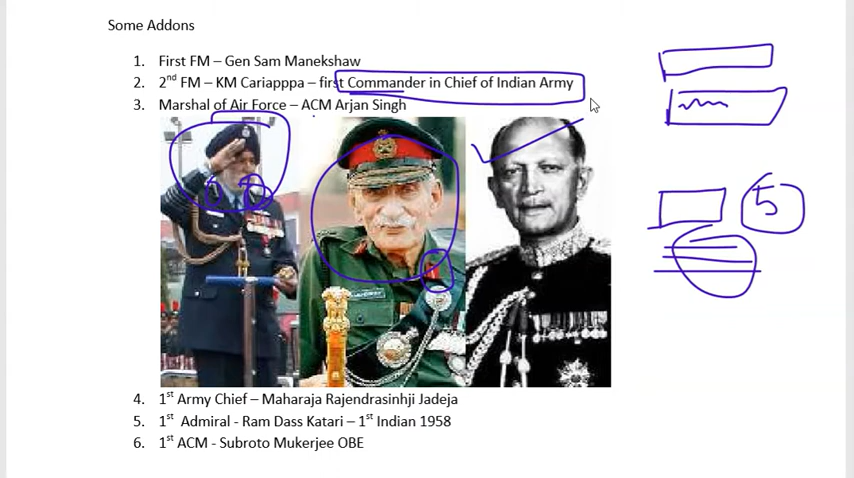 Some Addons
1. First FM – Gen Sam Manekshaw
2. 2nd FM – KM Cariapppa – first Commander in Chief of Indian Army
3. Marshal of Air Force – ACM Arjan Singh
5
4. 1st Army Chief – Maharaja Rajendrasinhji Jadeja
5. 1st Admiral - Ram Dass Katari – 1st Indian 1958
6. 1st ACM - Subroto Mukerjee OBE